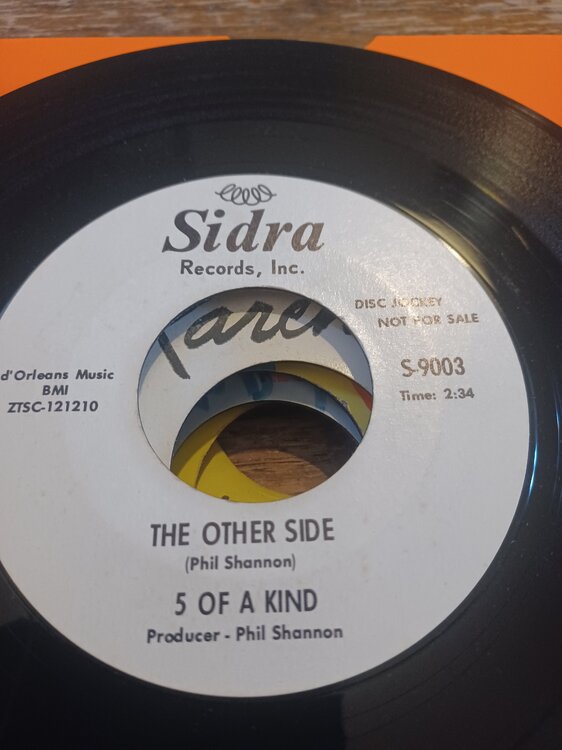 Sidra
Records, Inc.
DISC JOCKEY
NOT FOR SALE
d'Orleans Music
BMI
ZTSC-121210
S-9003
Time: 2:34
THE OTHER SIDE
(Phil Shannon)
5 OF A KIND
Producer - Phil Shannon